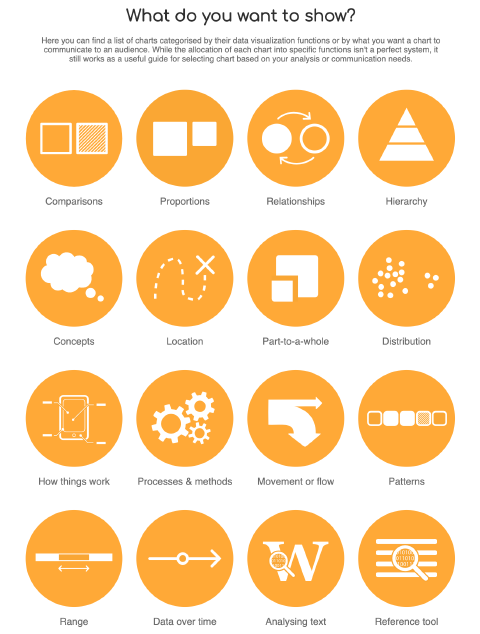 What do you want to show?
Here you can find a list of charts categorised by their data visualization functions or by what you want a chart to
communicate to an audience. While the allocation of each chart into specific functions isn't a perfect system, it
still works as a useful guide for selecting chart based on your analysis or communication needs.
Comparisons
Proportions
Relationships
Hierarchy
Concepts
Location
Part-to-a-whole
Distribution
How things work
Processes & methods
Movement or flow
Patterns
W
Range
Data over time
Analysing text
Reference tool